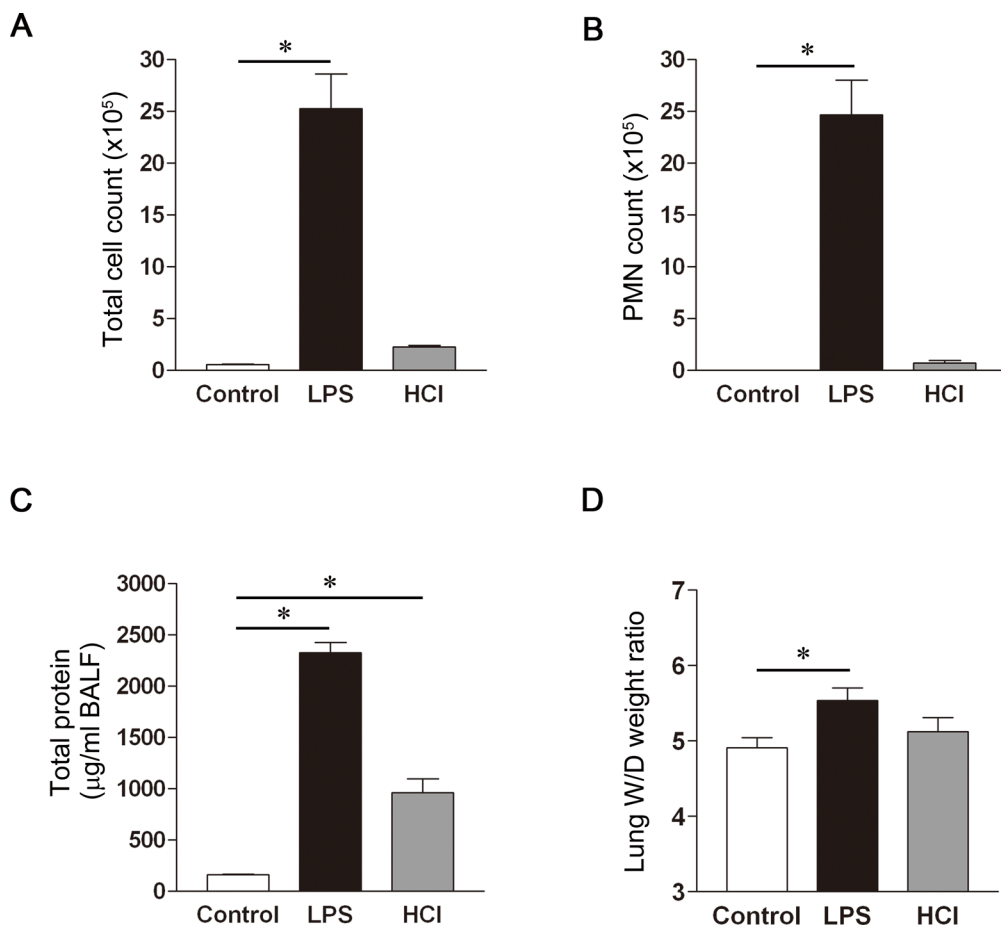 A
Total cell count (x10⁵)
30
25
20
15
10
5
0
*
Control LPS HCl
B
PMN count (x10⁵)
30
25
20
15
10
5
0
*
Control LPS HCl
C
Total protein
(μg/ml BALF)
3000
2500
2000
1500
1000
500
0
*
*
Control LPS HCl
D
Lung W/D weight ratio
7
6
5
4
3
*
Control LPS HCl